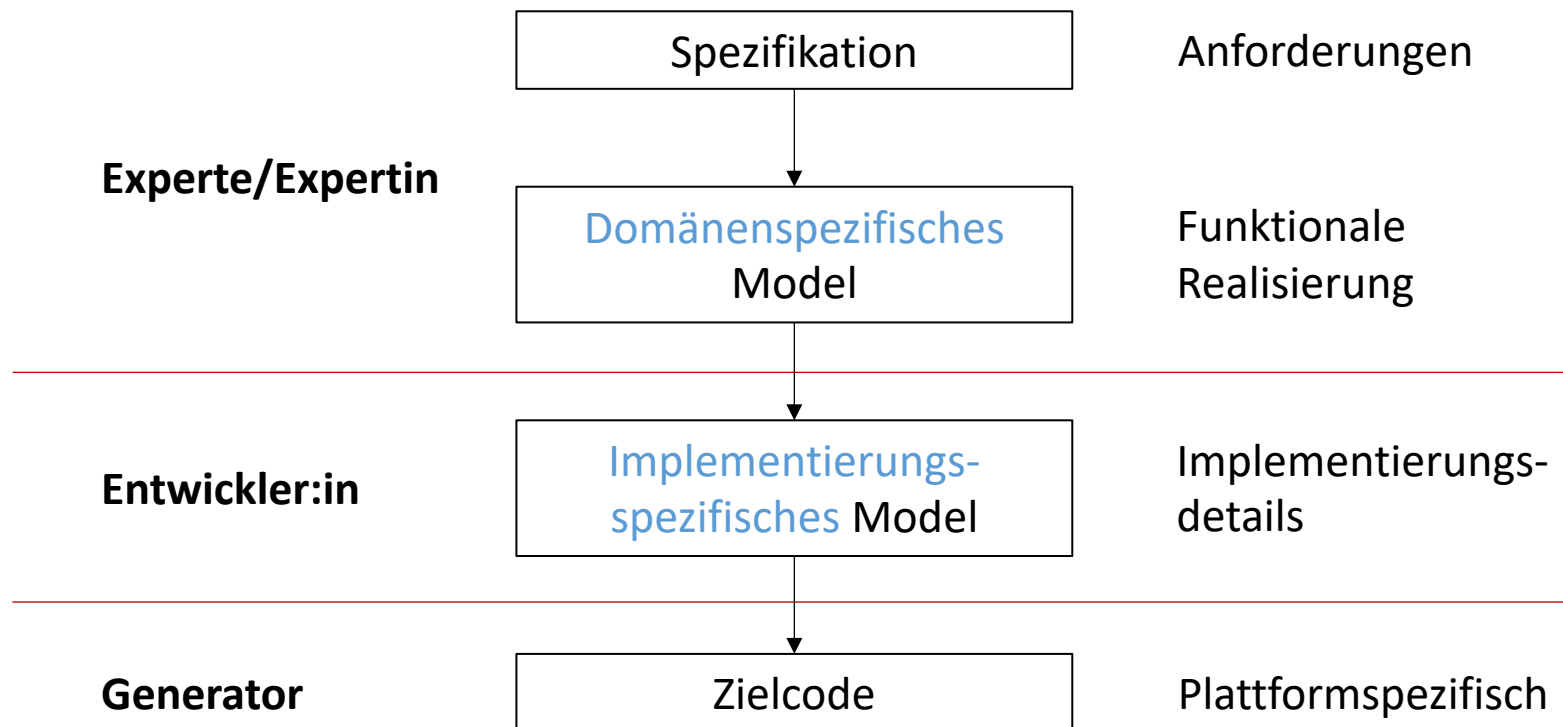 Spezifikation
Anforderungen
Experte/Expertin
Domänenspezifisches
Model
Funktionale
Realisierung
Entwickler:in
Implementierungs-
spezifisches Model
Implementierungs-
details
Generator
Zielcode
Plattformspezifisch